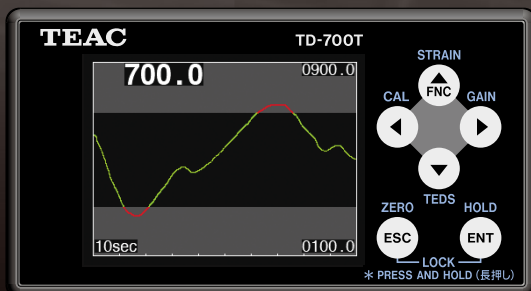 TEAC
TD-700T
700.0
0900.0
10sec
0100.0
STRAIN
FNC
CAL
GAIN
TEDS
ZERO
HOLD
ESC
ENT
LOCK
* PRESS AND HOLD (長押し)